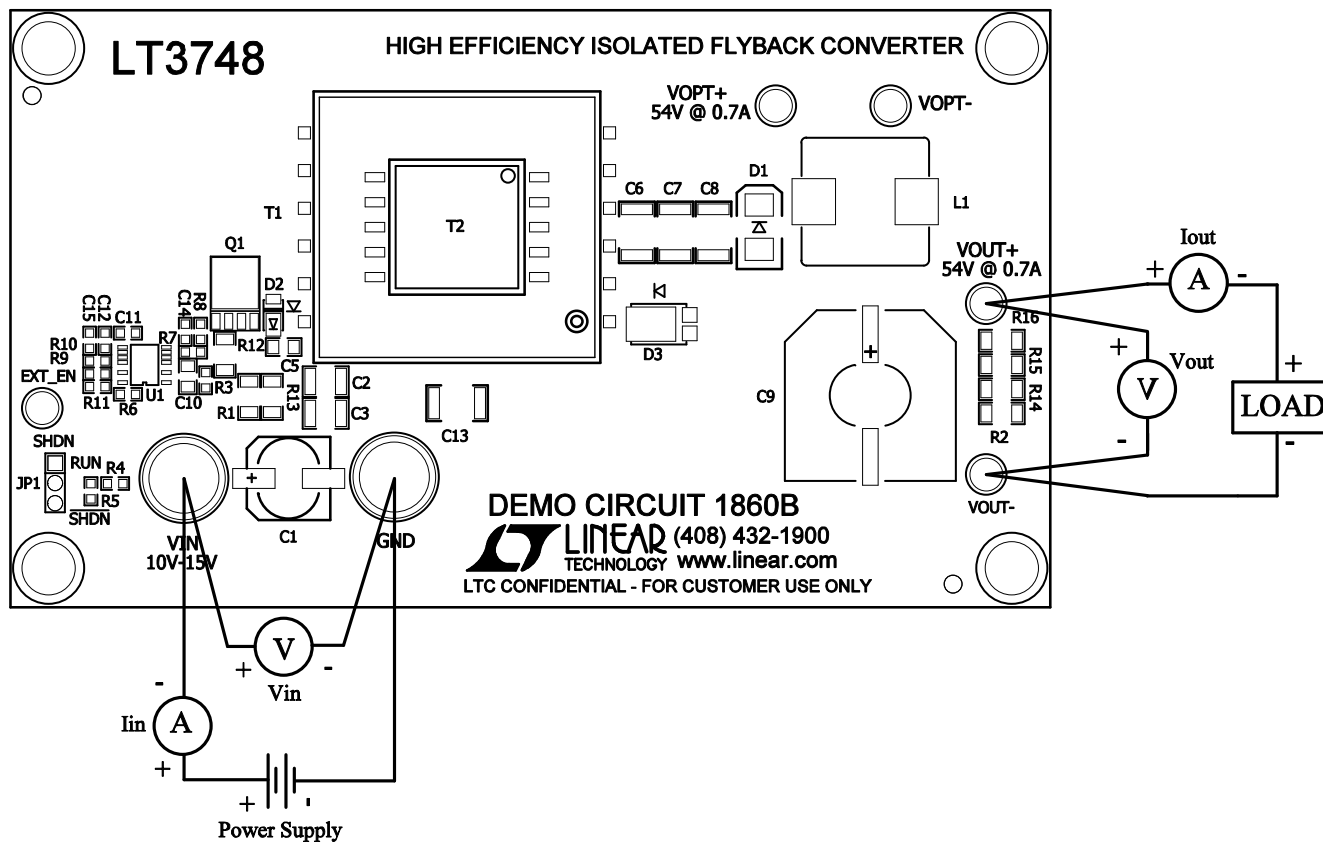 LT3748
HIGH EFFICIENCY ISOLATED FLYBACK CONVERTER
VOPT+
54V @ 0.7A
VOPT-
T1
T2
C6
C7
C8
D1
L1
Q1
D2
VOUT+
54V @ 0.7A
Iout
+
A
-
C15
C12
C11
C14
R8
R7
R12
C5
D3
R16
R10
R9
EXT_EN
R11
R6
U1
C10
R3
R1
R13
C2
C3
C13
C9
+
R15
R14
R2
+
Vout
V
-
+
LOAD
-
SHDN
RUN
JP1
R4
R5
SHDN
+
C1
VIN
10V-15V
GND
VOUT-
DEMO CIRCUIT 1860B
LINEAR
TECHNOLOGY
(408) 432-1900
www.linear.com
LTC CONFIDENTIAL - FOR CUSTOMER USE ONLY
V
+
-
Vin
-
Iin
A
+
+
-
Power Supply